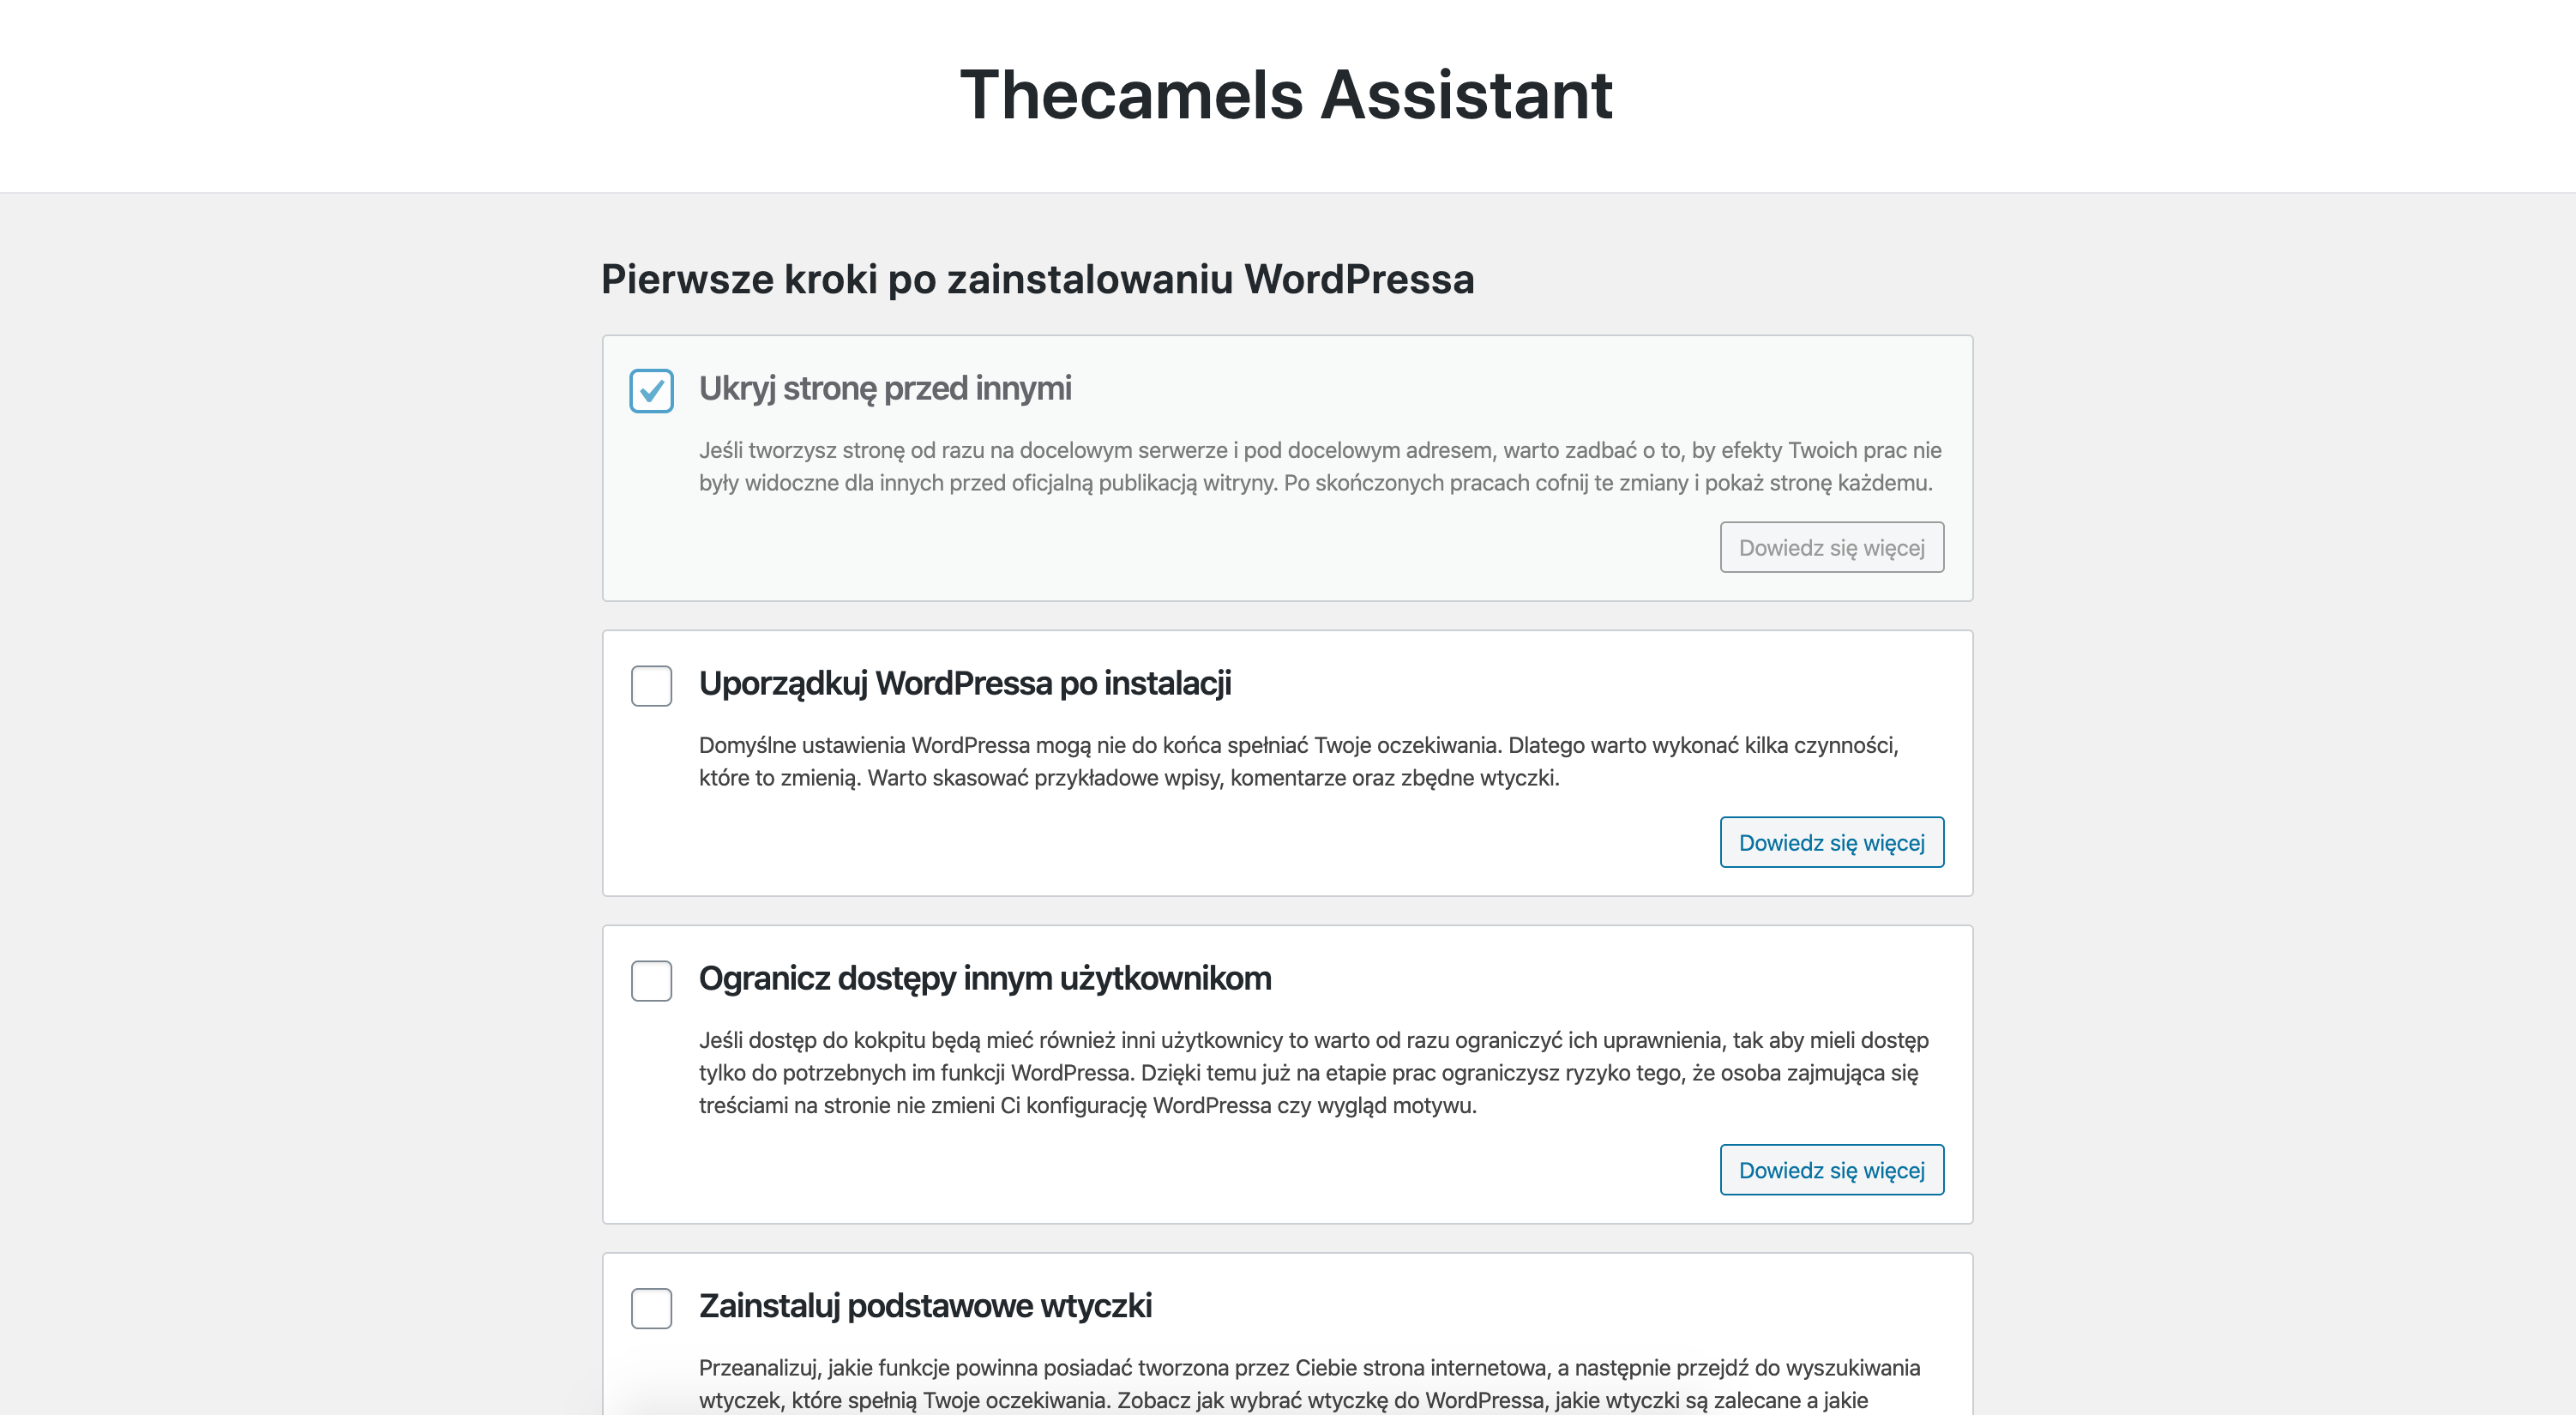 Thecamels Assistant
Pierwsze kroki po zainstalowaniu WordPressa
Ukryj stronę przed innymi
Jeśli tworzysz stronę od razu na docelowym serwerze i pod docelowym adresem, warto zadbać o to, by efekty Twoich prac nie
były widoczne dla innych przed oficjalną publikacją witryny. Po skończonych pracach cofnij te zmiany i pokaż stronę każdemu.
Dowiedz się więcej
Uporządkuj WordPressa po instalacji
Domyślne ustawienia WordPressa mogą nie do końca spełniać Twoje oczekiwania. Dlatego warto wykonać kilka czynności,
które to zmienią. Warto skasować przykładowe wpisy, komentarze oraz zbędne wtyczki.
Dowiedz się więcej
Ogranicz dostępy innym użytkownikom
Jeśli dostęp do kokpitu będą mieć również inni użytkownicy to warto od razu ograniczyć ich uprawnienia, tak aby mieli dostęp
tylko do potrzebnych im funkcji WordPressa. Dzięki temu już na etapie prac ograniczysz ryzyko tego, że osoba zajmująca się
treściami na stronie nie zmieni Ci konfigurację WordPressa czy wygląd motywu.
Dowiedz się więcej
Zainstaluj podstawowe wtyczki
Przeanalizuj, jakie funkcje powinna posiadać tworzona przez Ciebie strona internetowa, a następnie przejdź do wyszukiwania
wtyczek, które spełnią Twoje oczekiwania. Zobacz jak wybrać wtyczkę do WordPressa, jakie wtyczki są zalecane a jakie